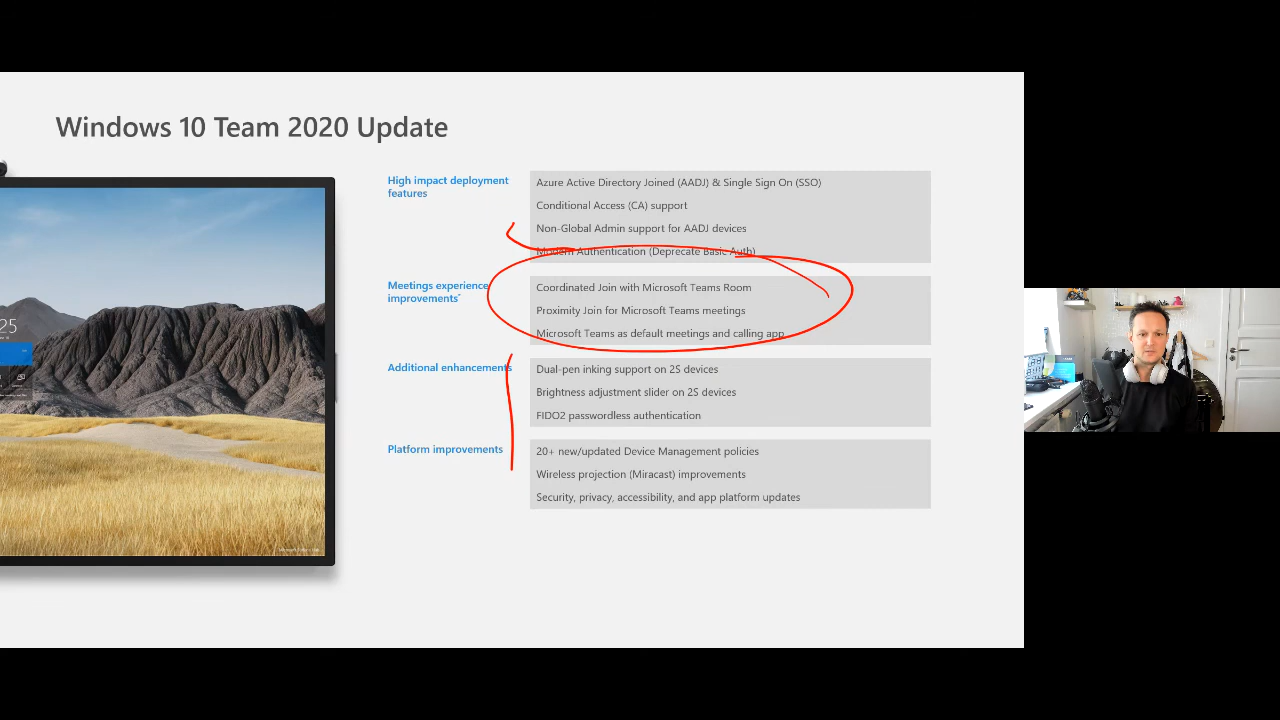 Windows 10 Team 2020 Update
High impact deployment
features
Azure Active Directory Joined (AADJ) & Single Sign On (SSO)
Conditional Access (CA) support
Non-Global Admin support for AADJ devices
Modern Authentication (Deprecate Basic Auth)
Meetings experience
improvements*
Coordinated Join with Microsoft Teams Room
Proximity Join for Microsoft Teams meetings
Microsoft Teams as default meetings and calling app
Additional enhancements
Dual-pen inking support on 2S devices
Brightness adjustment slider on 2S devices
FIDO2 passwordless authentication
Platform improvements
20+ new/updated Device Management policies
Wireless projection (Miracast) improvements
Security, privacy, accessibility, and app platform updates
25